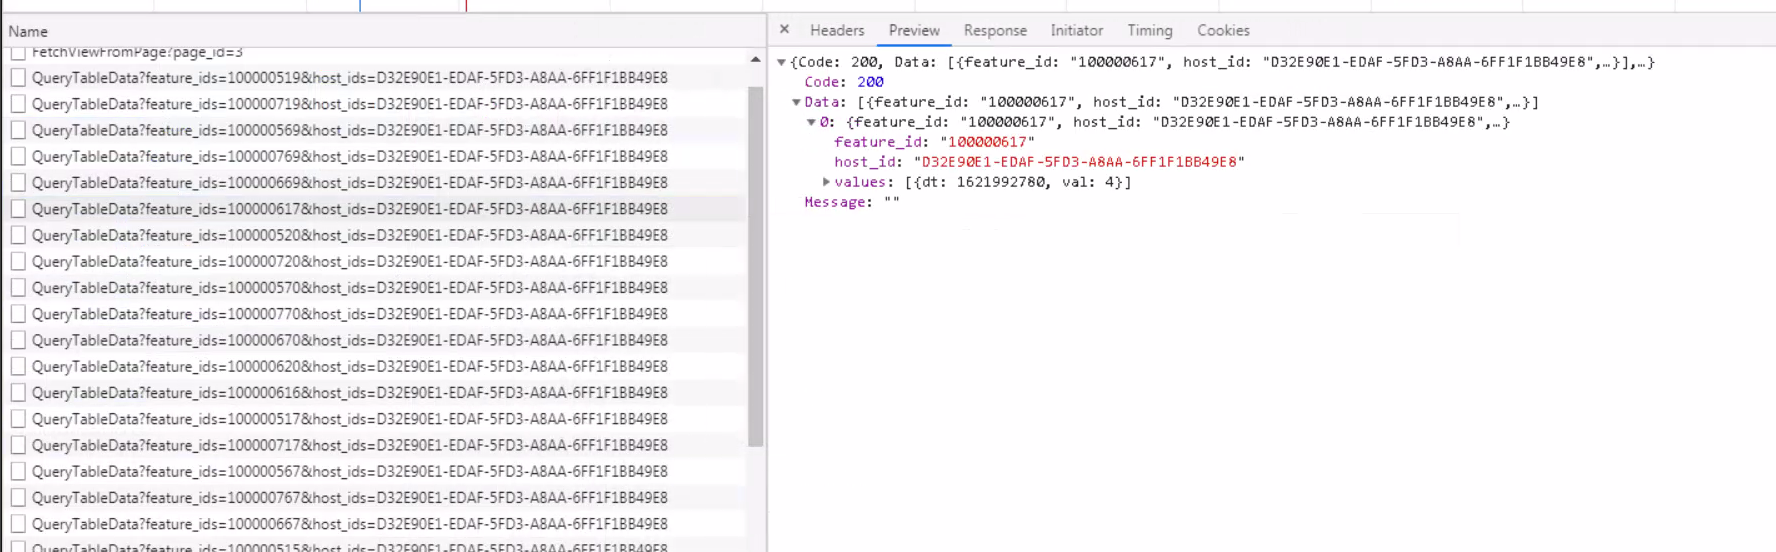 Name
FetchViewFromPage?page_id=3
QueryTableData?feature_ids=100000519&host_ids=D32E90E1-EDAF-5FD3-A8AA-6FF1F1BB49E8
QueryTableData?feature_ids=100000719&host_ids=D32E90E1-EDAF-5FD3-A8AA-6FF1F1BB49E8
QueryTableData?feature_ids=100000569&host_ids=D32E90E1-EDAF-5FD3-A8AA-6FF1F1BB49E8
QueryTableData?feature_ids=100000769&host_ids=D32E90E1-EDAF-5FD3-A8AA-6FF1F1BB49E8
QueryTableData?feature_ids=100000669&host_ids=D32E90E1-EDAF-5FD3-A8AA-6FF1F1BB49E8
QueryTableData?feature_ids=100000617&host_ids=D32E90E1-EDAF-5FD3-A8AA-6FF1F1BB49E8
QueryTableData?feature_ids=100000520&host_ids=D32E90E1-EDAF-5FD3-A8AA-6FF1F1BB49E8
QueryTableData?feature_ids=100000720&host_ids=D32E90E1-EDAF-5FD3-A8AA-6FF1F1BB49E8
QueryTableData?feature_ids=100000570&host_ids=D32E90E1-EDAF-5FD3-A8AA-6FF1F1BB49E8
QueryTableData?feature_ids=100000770&host_ids=D32E90E1-EDAF-5FD3-A8AA-6FF1F1BB49E8
QueryTableData?feature_ids=100000670&host_ids=D32E90E1-EDAF-5FD3-A8AA-6FF1F1BB49E8
QueryTableData?feature_ids=100000620&host_ids=D32E90E1-EDAF-5FD3-A8AA-6FF1F1BB49E8
QueryTableData?feature_ids=100000616&host_ids=D32E90E1-EDAF-5FD3-A8AA-6FF1F1BB49E8
QueryTableData?feature_ids=100000517&host_ids=D32E90E1-EDAF-5FD3-A8AA-6FF1F1BB49E8
QueryTableData?feature_ids=100000717&host_ids=D32E90E1-EDAF-5FD3-A8AA-6FF1F1BB49E8
QueryTableData?feature_ids=100000567&host_ids=D32E90E1-EDAF-5FD3-A8AA-6FF1F1BB49E8
QueryTableData?feature_ids=100000767&host_ids=D32E90E1-EDAF-5FD3-A8AA-6FF1F1BB49E8
QueryTableData?feature_ids=100000667&host_ids=D32E90E1-EDAF-5FD3-A8AA-6FF1F1BB49E8
QueryTableData?feature_ids=100000515&host_ids=D32E90E1-EDAF-5FD3-A8AA-6FF1F1BB49E8
Headers Preview Response Initiator Timing Cookies
{Code: 200, Data: [{feature_id: "100000617", host_id: "D32E90E1-EDAF-5FD3-A8AA-6FF1F1BB49E8",…}],…}
Code: 200
Data: [{feature_id: "100000617", host_id: "D32E90E1-EDAF-5FD3-A8AA-6FF1F1BB49E8",…}]
0: {feature_id: "100000617", host_id: "D32E90E1-EDAF-5FD3-A8AA-6FF1F1BB49E8",…}
feature_id: "100000617"
host_id: "D32E90E1-EDAF-5FD3-A8AA-6FF1F1BB49E8"
values: [{dt: 1621992780, val: 4}]
Message: ""